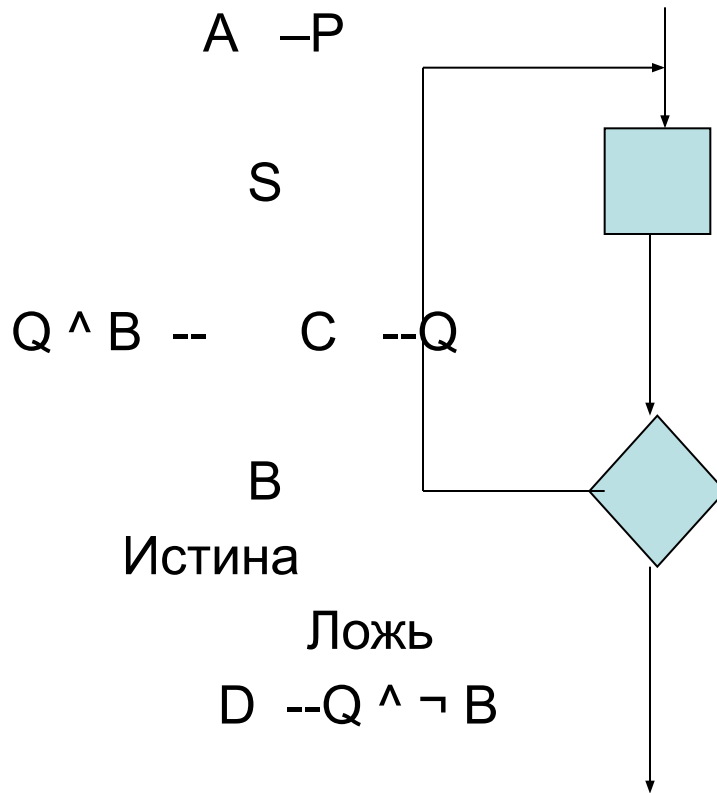 A –P
S
Q ^ B -- C --Q
B
Истина
Ложь
D --Q ^ ¬ B